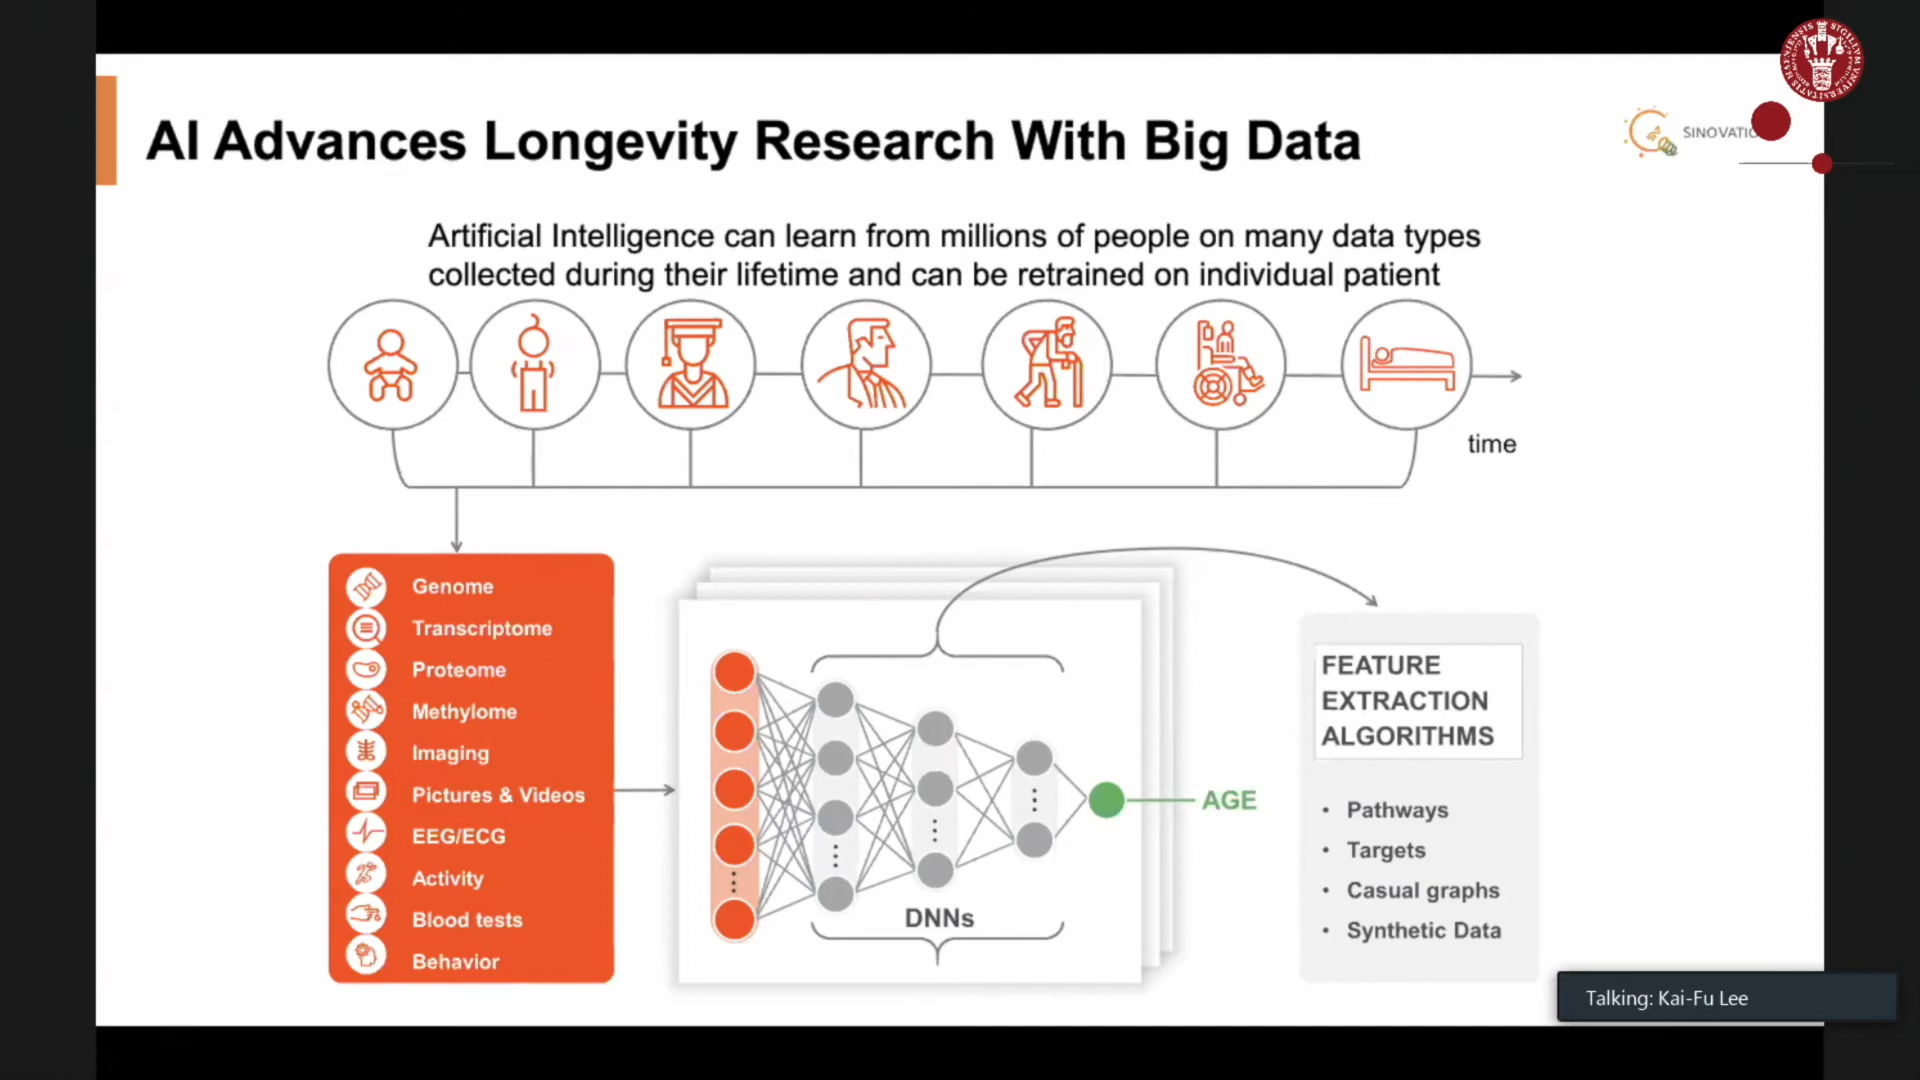 AI Advances Longevity Research With Big Data
SINOVATIO
Artificial Intelligence can learn from millions of people on many data types
collected during their lifetime and can be retrained on individual patient
time
Genome
Transcriptome
Proteome
Methylome
Imaging
Pictures & Videos
EEG/ECG
Activity
Blood tests
Behavior
DNNs
AGE
FEATURE
EXTRACTION
ALGORITHMS
• Pathways
• Targets
• Casual graphs
• Synthetic Data
Talking: Kai-Fu Lee